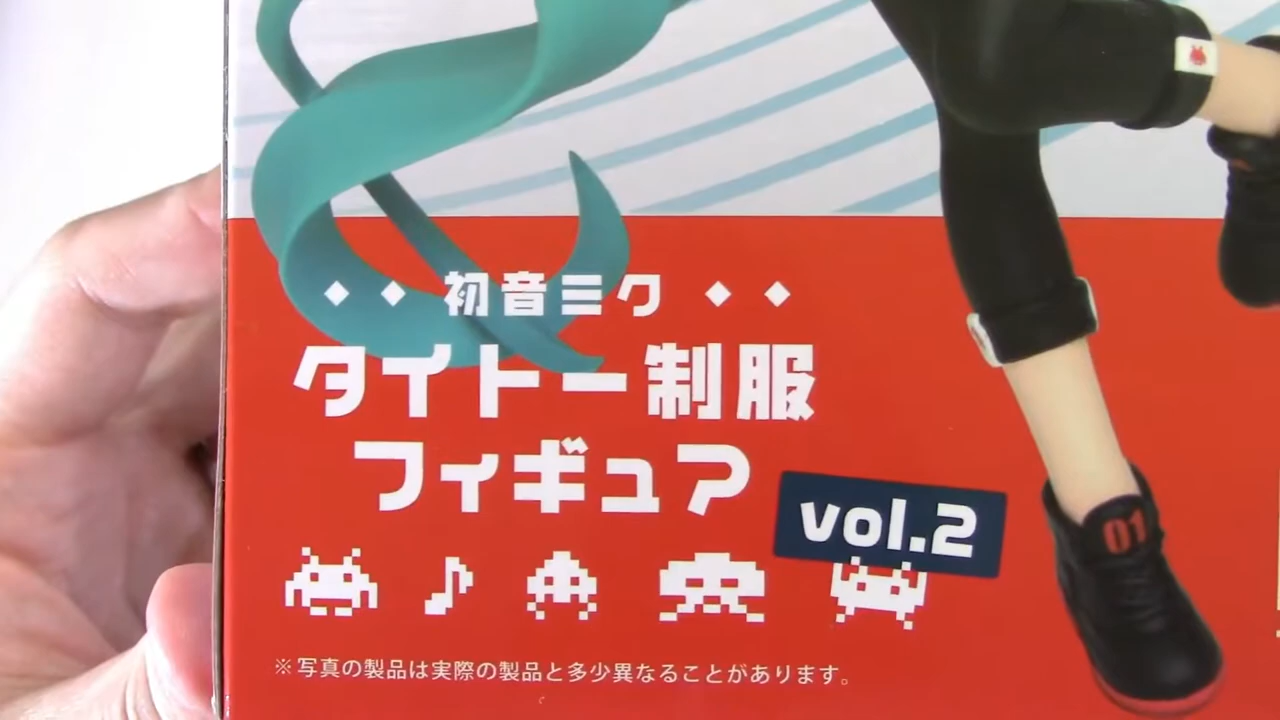 ◆ ◆ 初音ミク ◆ ◆
タイトー制服
フィギュア
vol.2
※写真の製品は実際の製品と多少異なることがあります。
01